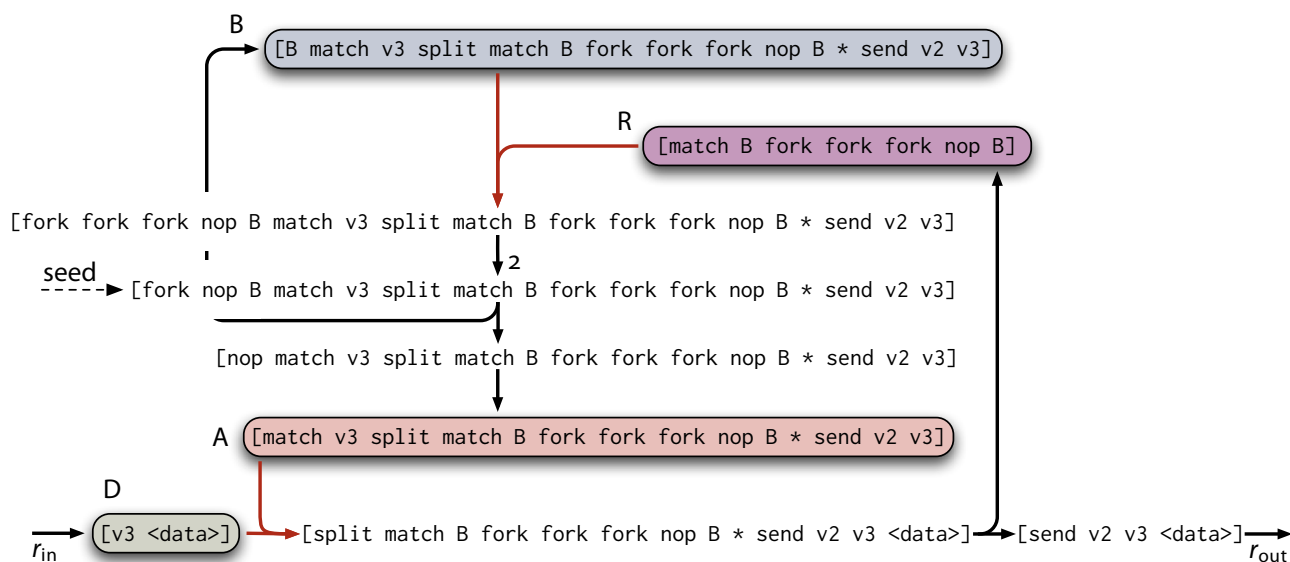 B
[B match v3 split match B fork fork fork nop B * send v2 v3]
R
[match B fork fork fork nop B]
[fork fork fork nop B match v3 split match B fork fork fork nop B * send v2 v3]
2
seed
[fork nop B match v3 split match B fork fork fork nop B * send v2 v3]
[nop match v3 split match B fork fork fork nop B * send v2 v3]
A
[match v3 split match B fork fork fork nop B * send v2 v3]
D
[v3 <data>]
[split match B fork fork fork nop B * send v2 v3 <data>]
[send v2 v3 <data>]
rin
rout